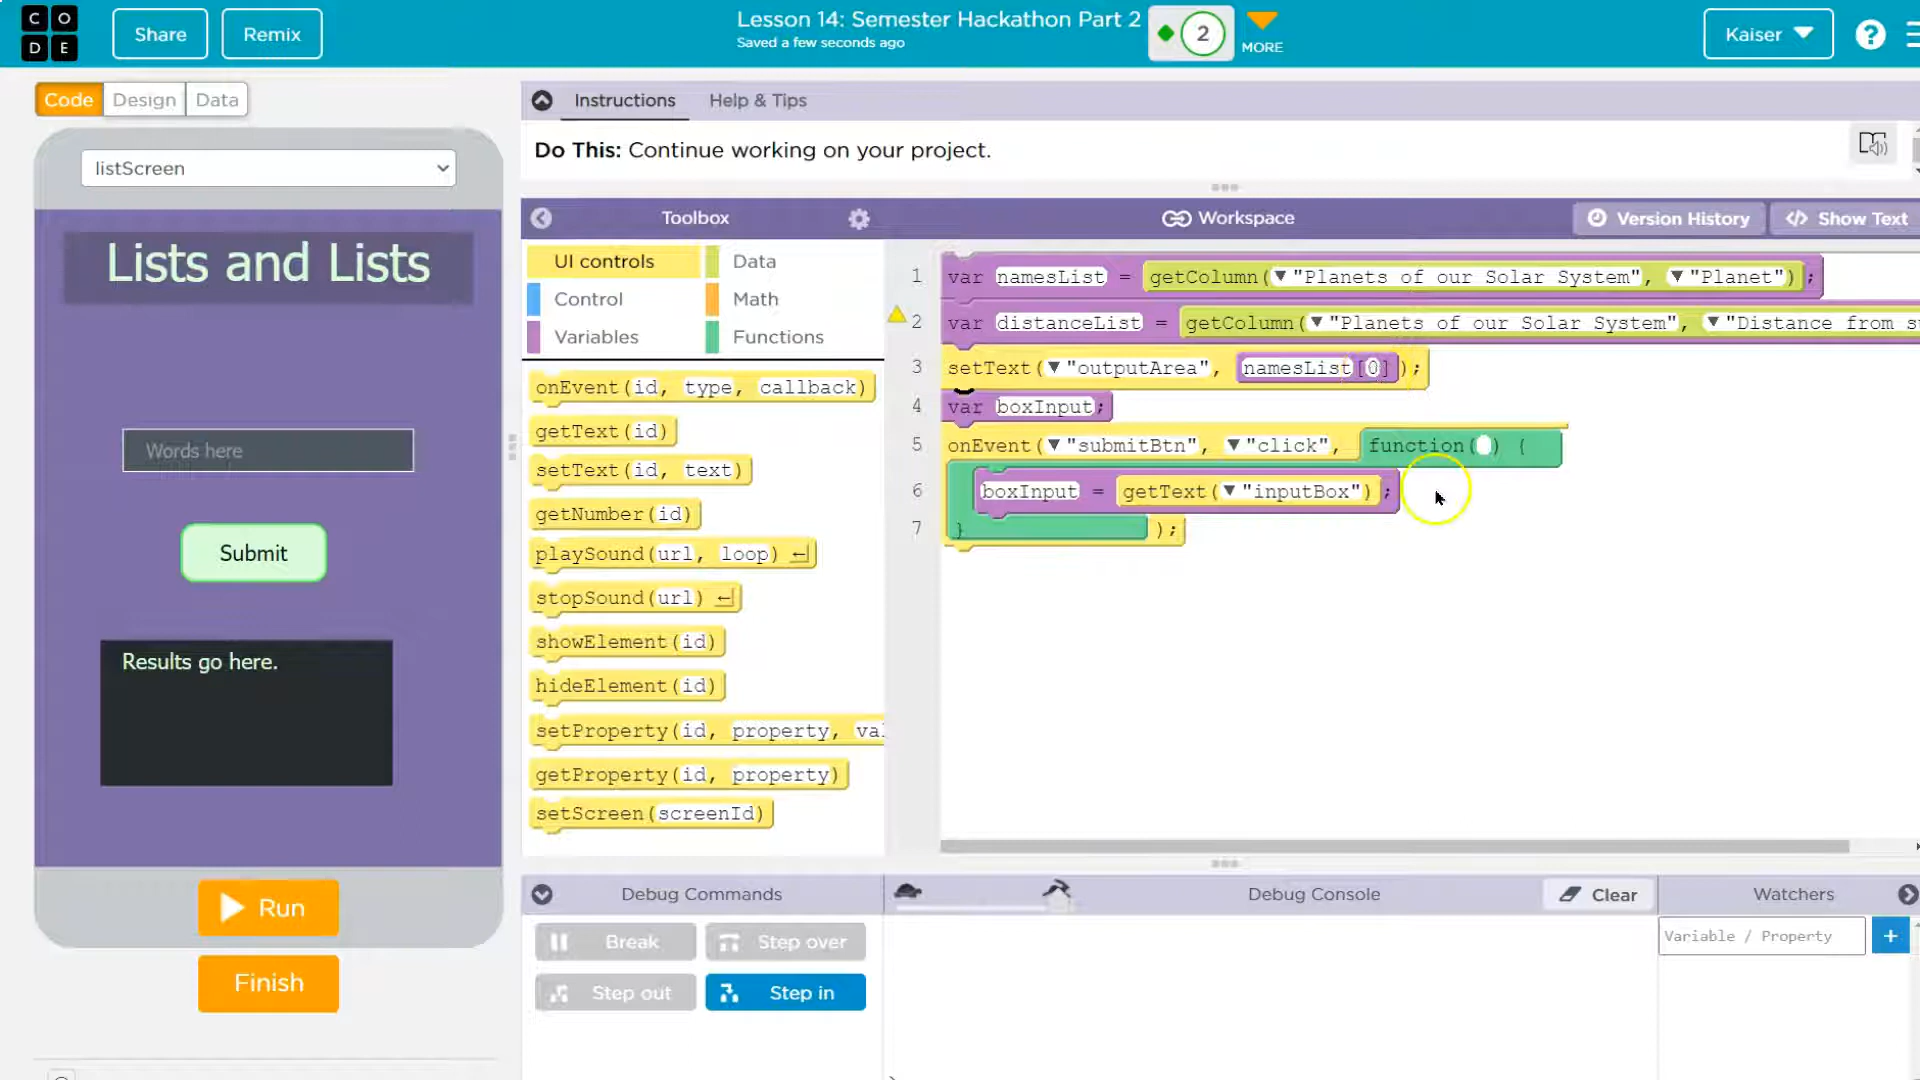 CODE
Share
Remix
Lesson 14: Semester Hackathon Part 2
Saved a few seconds ago
2
MORE
Kaiser
?
Code
Design
Data
listScreen
Lists and Lists
Words here
Submit
Results go here.
Run
Finish
Instructions
Help & Tips
Do This: Continue working on your project.
Toolbox
Workspace
Version History
Show Text
UI controls
Data
Control
Math
Variables
Functions
onEvent(id, type, callback)
getText(id)
setText(id, text)
getNumber(id)
playSound(url, loop)
stopSound(url)
showElement(id)
hideElement(id)
setProperty(id, property, val
getProperty(id, property)
setScreen(screenId)
1 var namesList = getColumn("Planets of our Solar System", "Planet");
2 var distanceList = getColumn("Planets of our Solar System", "Distance from s
3 setText("outputArea", namesList[0]);
4 var boxInput;
5 onEvent("submitBtn", "click", function( ) {
6 boxInput = getText("inputBox");
7 } );
Debug Commands
Debug Console
Clear
Watchers
Break
Step over
Step out
Step in
Variable / Property
+